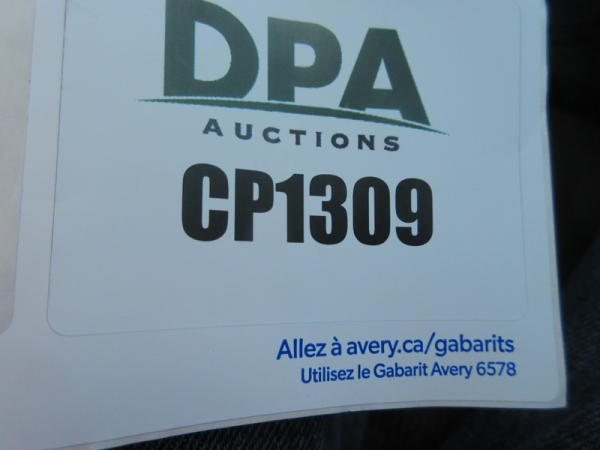 DPA
AUCTIONS
CP1309
Allez à avery.ca/gabarits
Utilisez le Gabarit Avery 6578